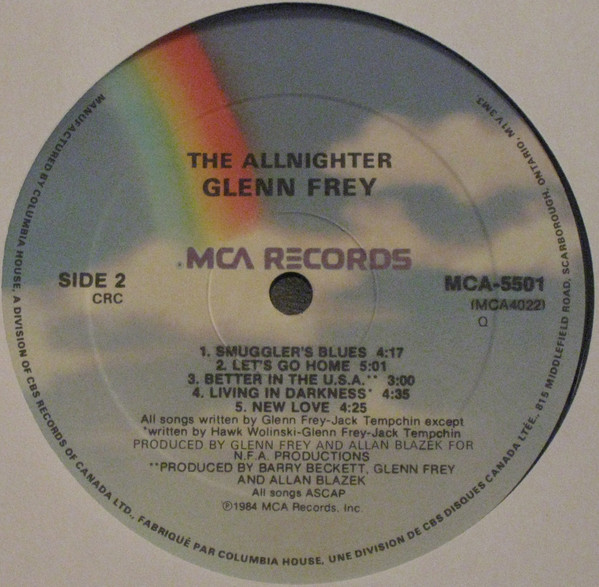 THE ALLNIGHTER
GLENN FREY
MCA RECORDS
SIDE 2
CRC
MCA-5501
(MCA4022)
Q
1. SMUGGLER'S BLUES 4:17
2. LET'S GO HOME 5:01
3. BETTER IN THE U.S.A.** 3:00
4. LIVING IN DARKNESS* 4:35
5. NEW LOVE 4:25
All songs written by Glenn Frey-Jack Tempchin except
*written by Hawk Wolinski-Glenn Frey-Jack Tempchin
PRODUCED BY GLENN FREY AND ALLAN BLAZEK FOR
N.F.A. PRODUCTIONS
**PRODUCED BY BARRY BECKETT, GLENN FREY
AND ALLAN BLAZEK
All songs ASCAP
℗1984 MCA Records, Inc.
MANUFACTURED BY COLUMBIA HOUSE, A DIVISION OF CBS RECORDS OF CANADA LTD., FABRIQUÉ PAR COLUMBIA HOUSE, UNE DIVISION DE CBS DISQUES CANADA LTÉE., 815 MIDDLEFIELD ROAD, SCARBOROUGH, ONTARIO, M1V 3M3